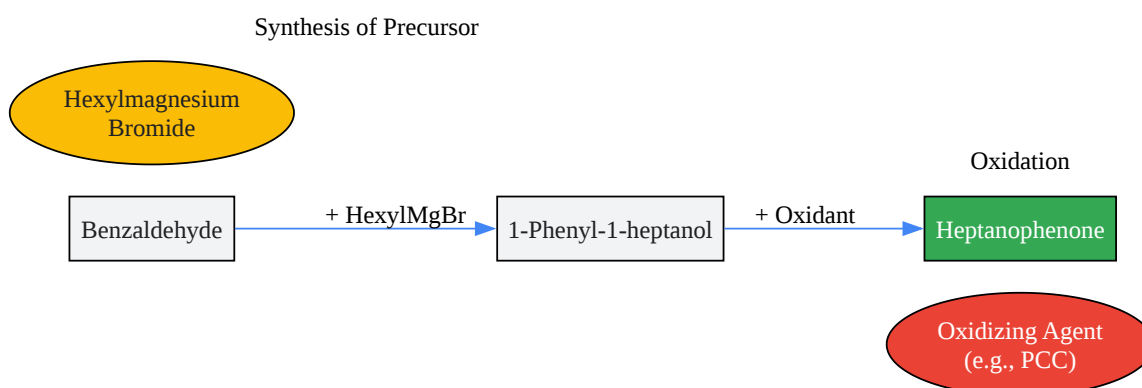 Synthesis of Precursor
Hexylmagnesium
Bromide
Oxidation
Benzaldehyde
+ HexylMgBr
1-Phenyl-1-heptanol
+ Oxidant
Heptanophenone
Oxidizing Agent
(e.g., PCC)